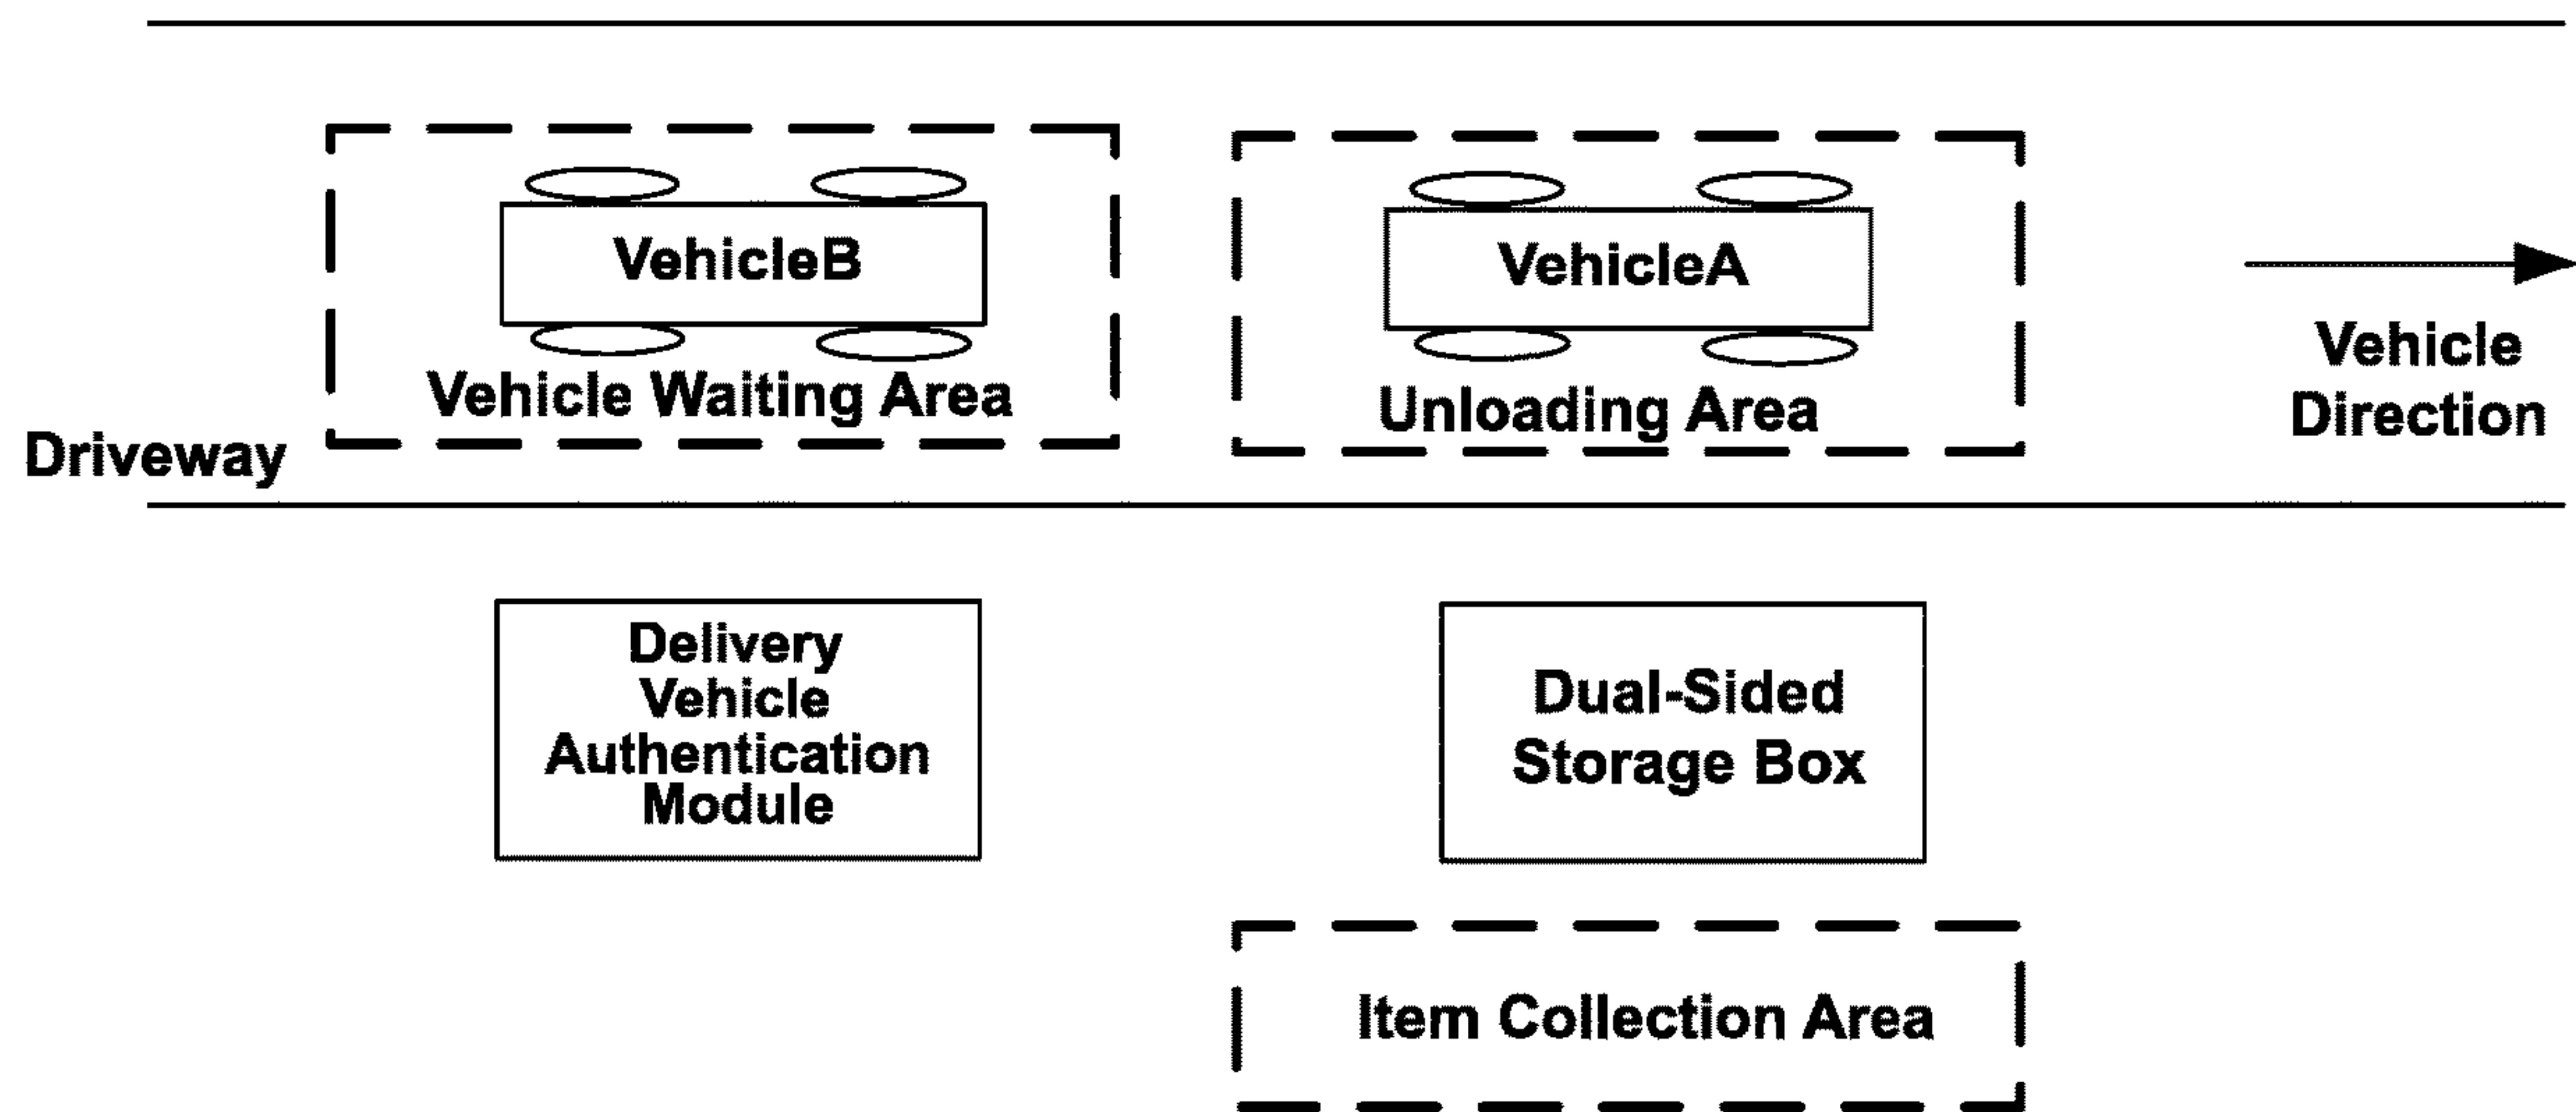 VehicleB
VehicleA
Vehicle
Direction
Vehicle Waiting Area
Unloading Area
Driveway
Delivery
Vehicle
Authentication
Module
Dual-Sided
Storage Box
Item Collection Area